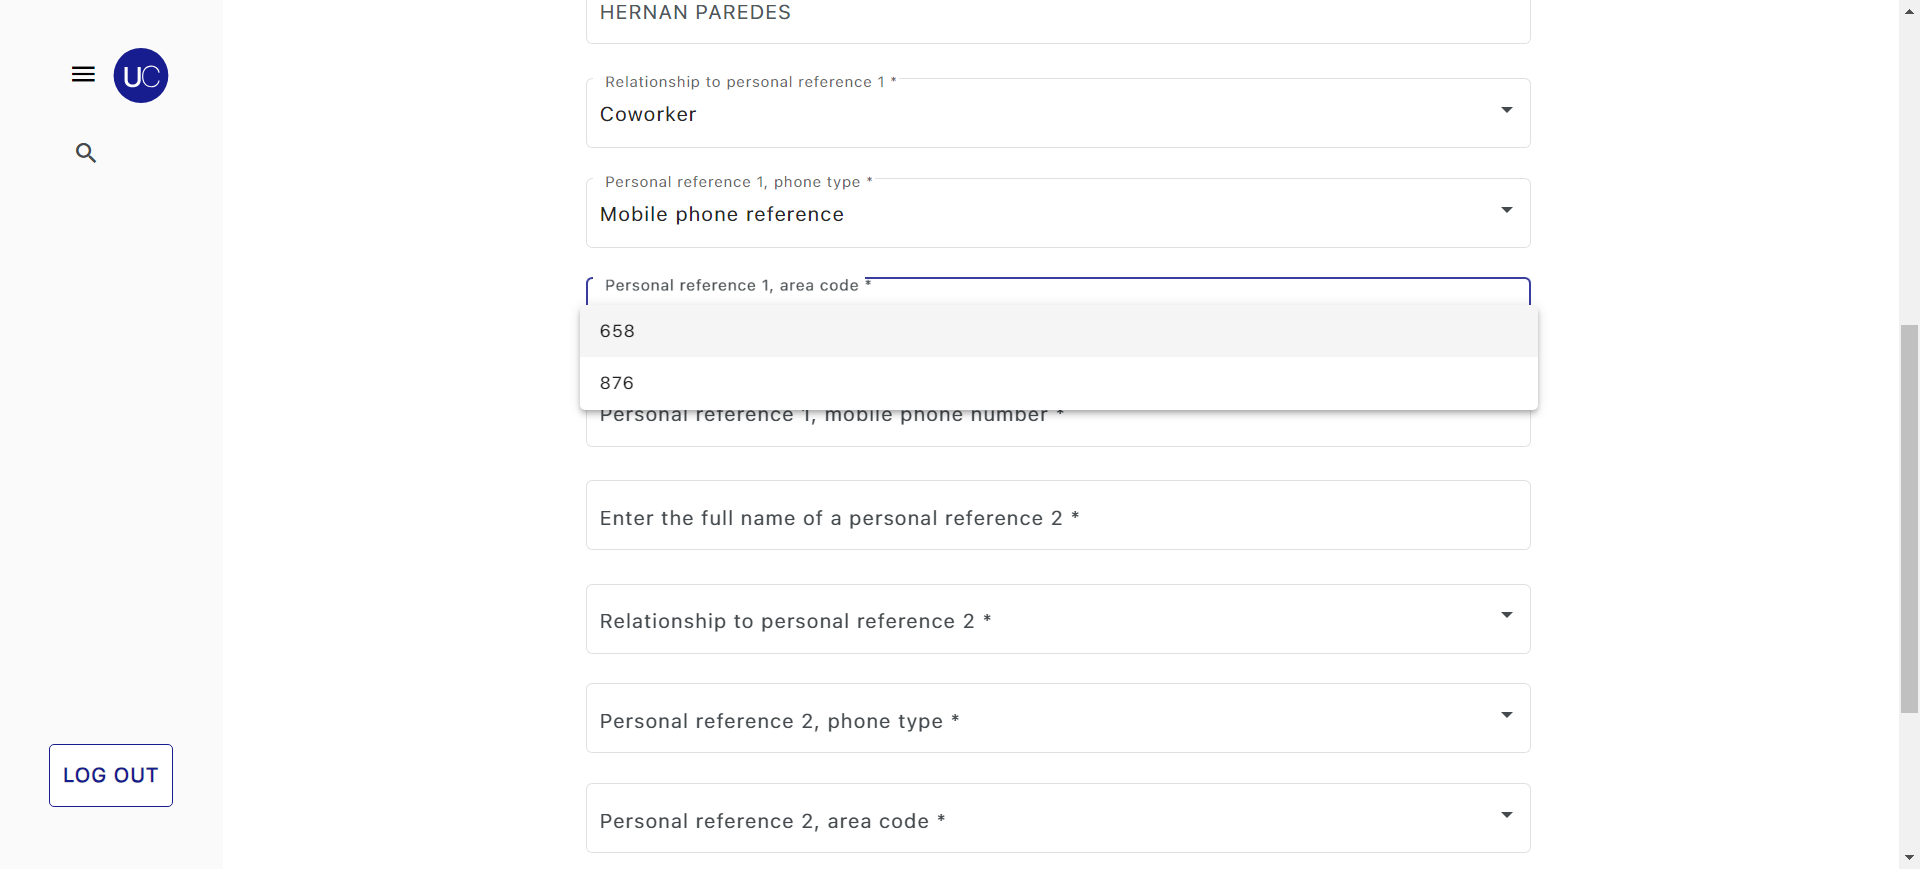 HERNAN PAREDES
UC
Relationship to personal reference 1 *
Coworker
Personal reference 1, phone type *
Mobile phone reference
Personal reference 1, area code *
658
876
Personal reference 1, mobile phone number *
Enter the full name of a personal reference 2 *
Relationship to personal reference 2 *
Personal reference 2, phone type *
LOG OUT
Personal reference 2, area code *